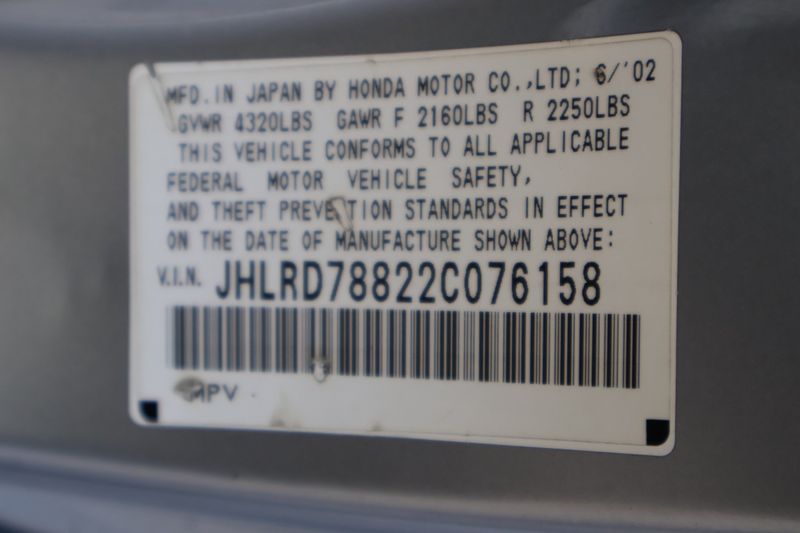 MFD. IN JAPAN BY HONDA MOTOR CO.,LTD; 6/'02
GVWR 4320LBS GAWR F 2160LBS R 2250LBS
THIS VEHICLE CONFORMS TO ALL APPLICABLE
FEDERAL MOTOR VEHICLE SAFETY,
AND THEFT PREVENTION STANDARDS IN EFFECT
ON THE DATE OF MANUFACTURE SHOWN ABOVE:
V.I.N. JHLRD78822C076158
MPV